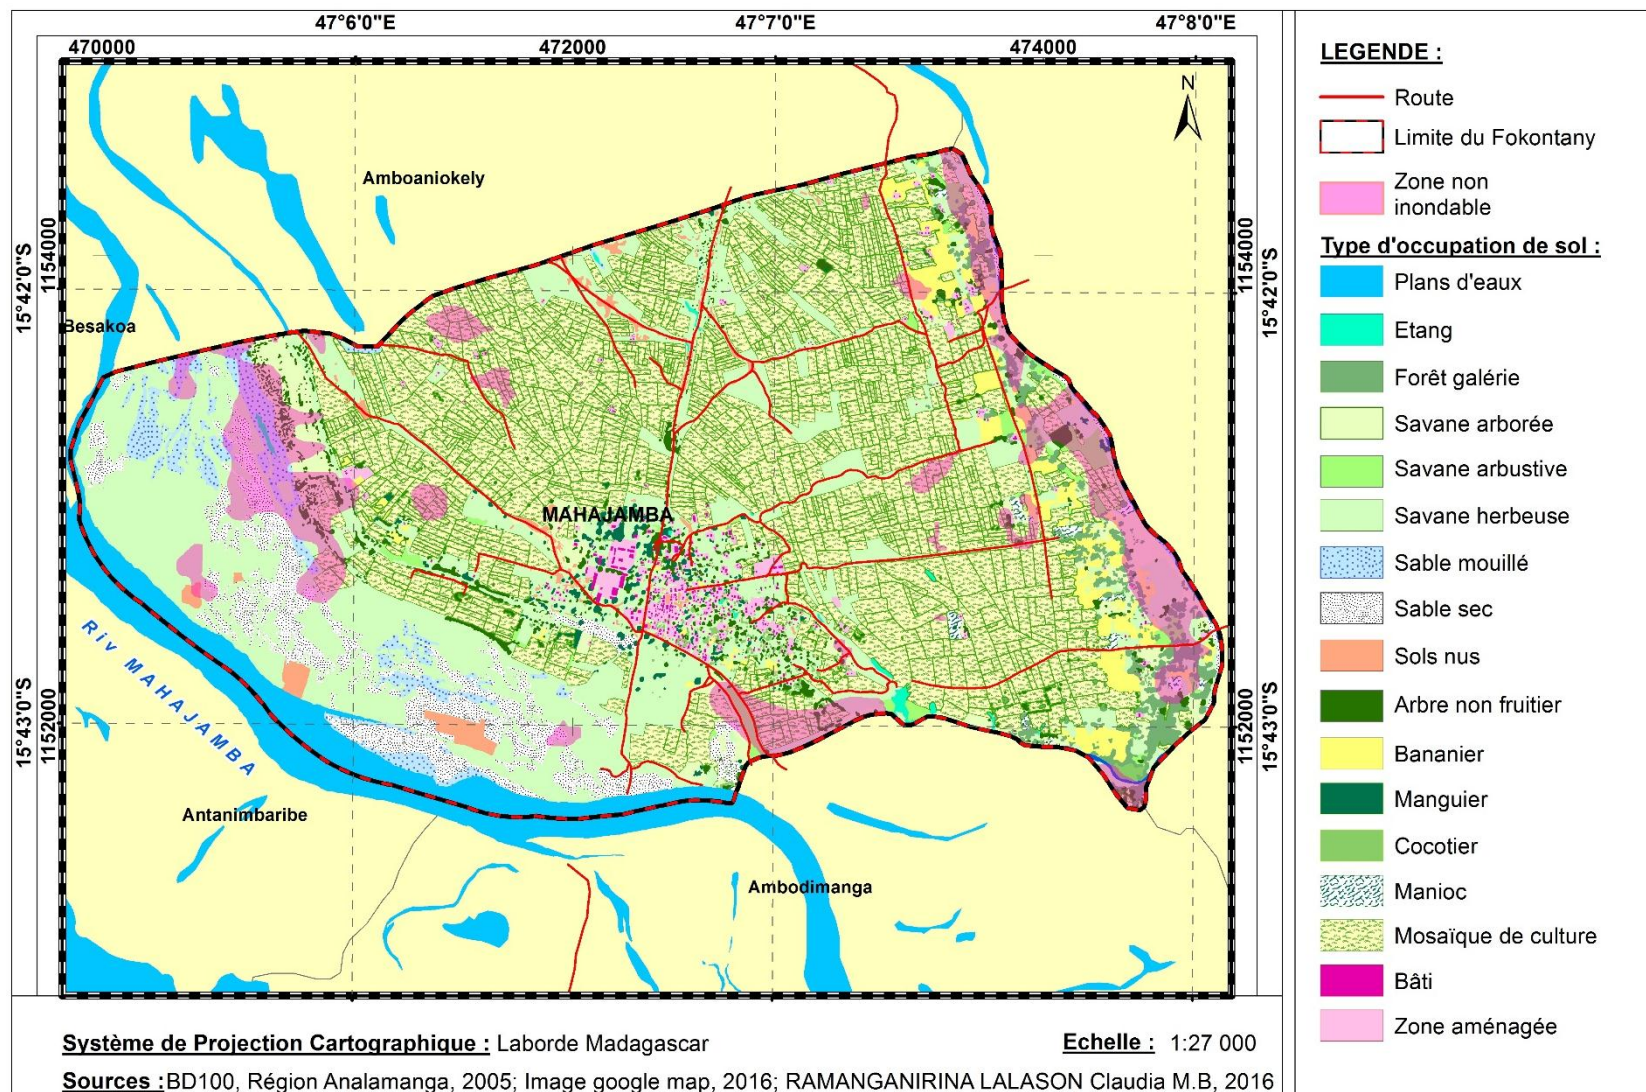 47°6'0"E
47°7'0"E
47°8'0"E
470000
472000
474000
N
Amboaniokely
15°42'0"S
1154000
1154000
15°42'0"S
Besakoa
MAHAJAMBA
Riv MAHAJAMBA
15°43'0"S
1152000
1152000
15°43'0"S
Antanimbaribe
Ambodimanga
LEGENDE :
Route
Limite du Fokontany
Zone non
inondable
Type d'occupation de sol :
Plans d'eaux
Etang
Forêt galérie
Savane arborée
Savane arbustive
Savane herbeuse
Sable mouillé
Sable sec
Sols nus
Arbre non fruitier
Bananier
Manguier
Cocotier
Manioc
Mosaïque de culture
Bâti
Zone aménagée
Système de Projection Cartographique : Laborde Madagascar
Echelle : 1:27 000
Sources :BD100, Région Analamanga, 2005; Image google map, 2016; RAMANGANIRINA LALASON Claudia M.B, 2016